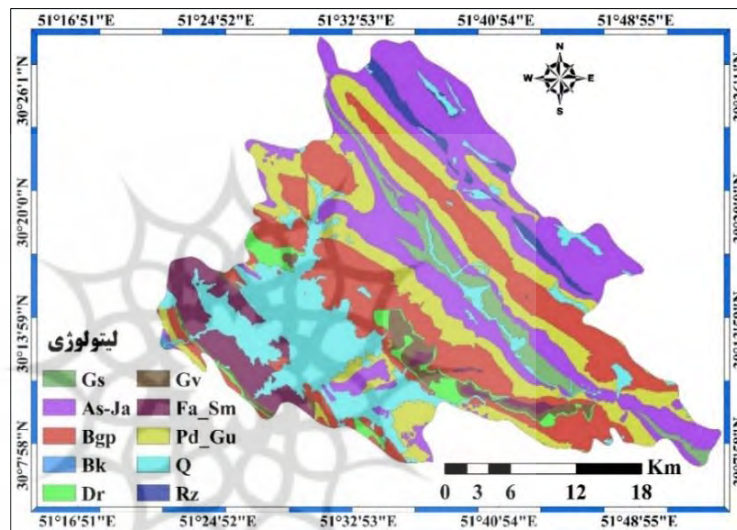 51°16'51"E 51°24'52"E 51°32'53"E 51°40'54"E 51°48'55"E
N
W E
S
30°26'1"N
30°20'0"N
30°13'59"N
30°7'58"N
لیتولوژی
Gs Gv
As-Ja Fa_Sm
Bgp Pd_Gu
Bk Q
Dr Rz
Km
0 3 6 12 18
51°16'51"E 51°24'52"E 51°32'53"E 51°40'54"E 51°48'55"E